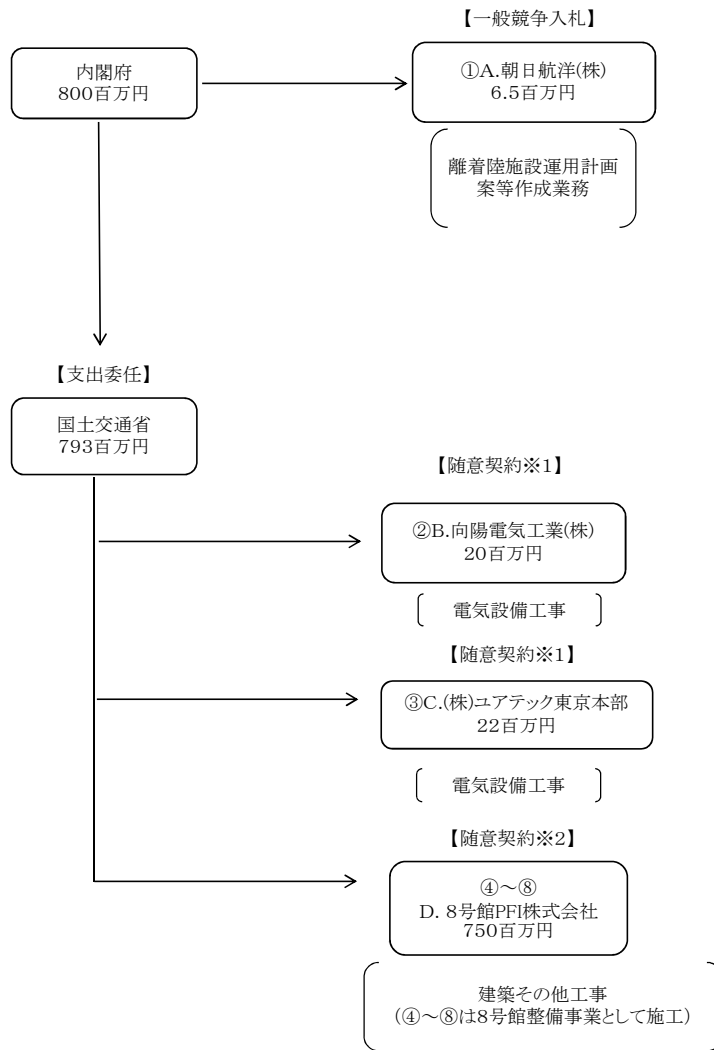 【一般競争入札】
内閣府
800百万円
①A.朝日航洋(株)
6.5百万円
離着陸施設運用計画
案等作成業務
【支出委任】
国土交通省
793百万円
【随意契約※1】
②B.向陽電気工業(株)
20百万円
電気設備工事
【随意契約※1】
③C.(株)ユアテック東京本部
22百万円
電気設備工事
【随意契約※2】
④～⑧
D. 8号館PFI株式会社
750百万円
建築その他工事
(④～⑧は8号館整備事業として施工)